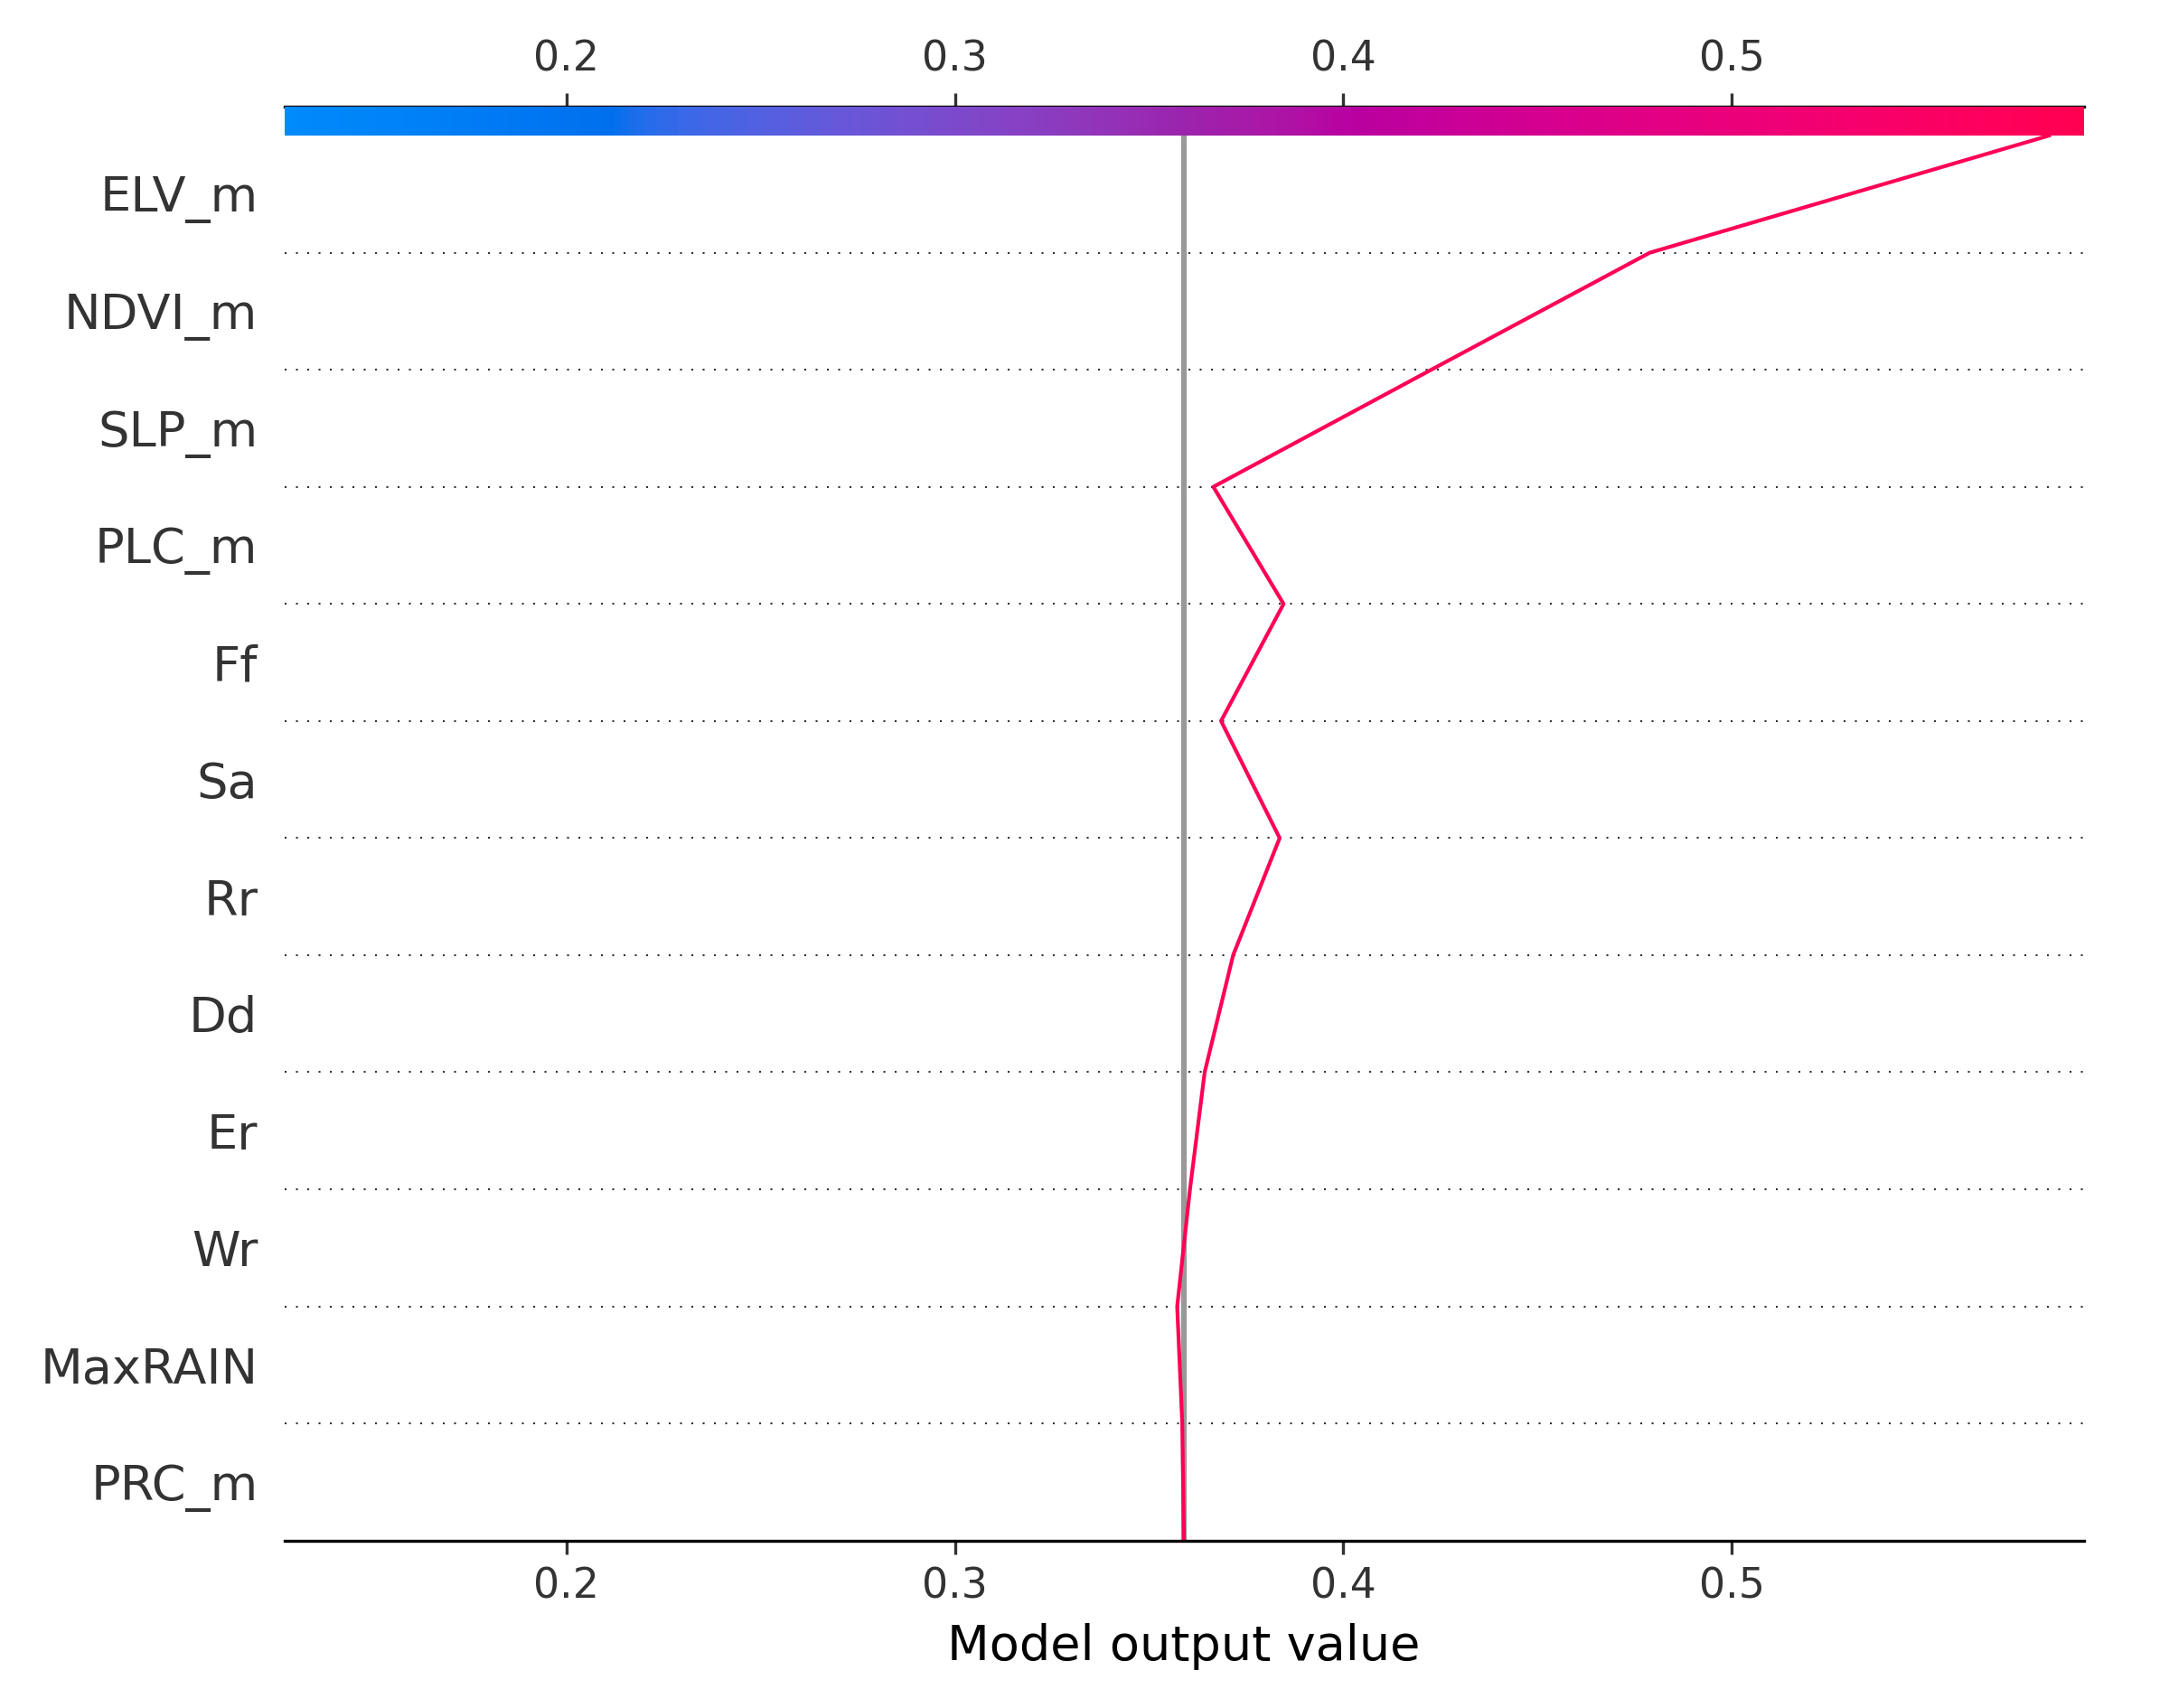 0.2 0.3 0.4 0.5
ELV_m
NDVI_m
SLP_m
PLC_m
Ff
Sa
Rr
Dd
Er
Wr
MaxRAIN
PRC_m
0.2 0.3 0.4 0.5
Model output value